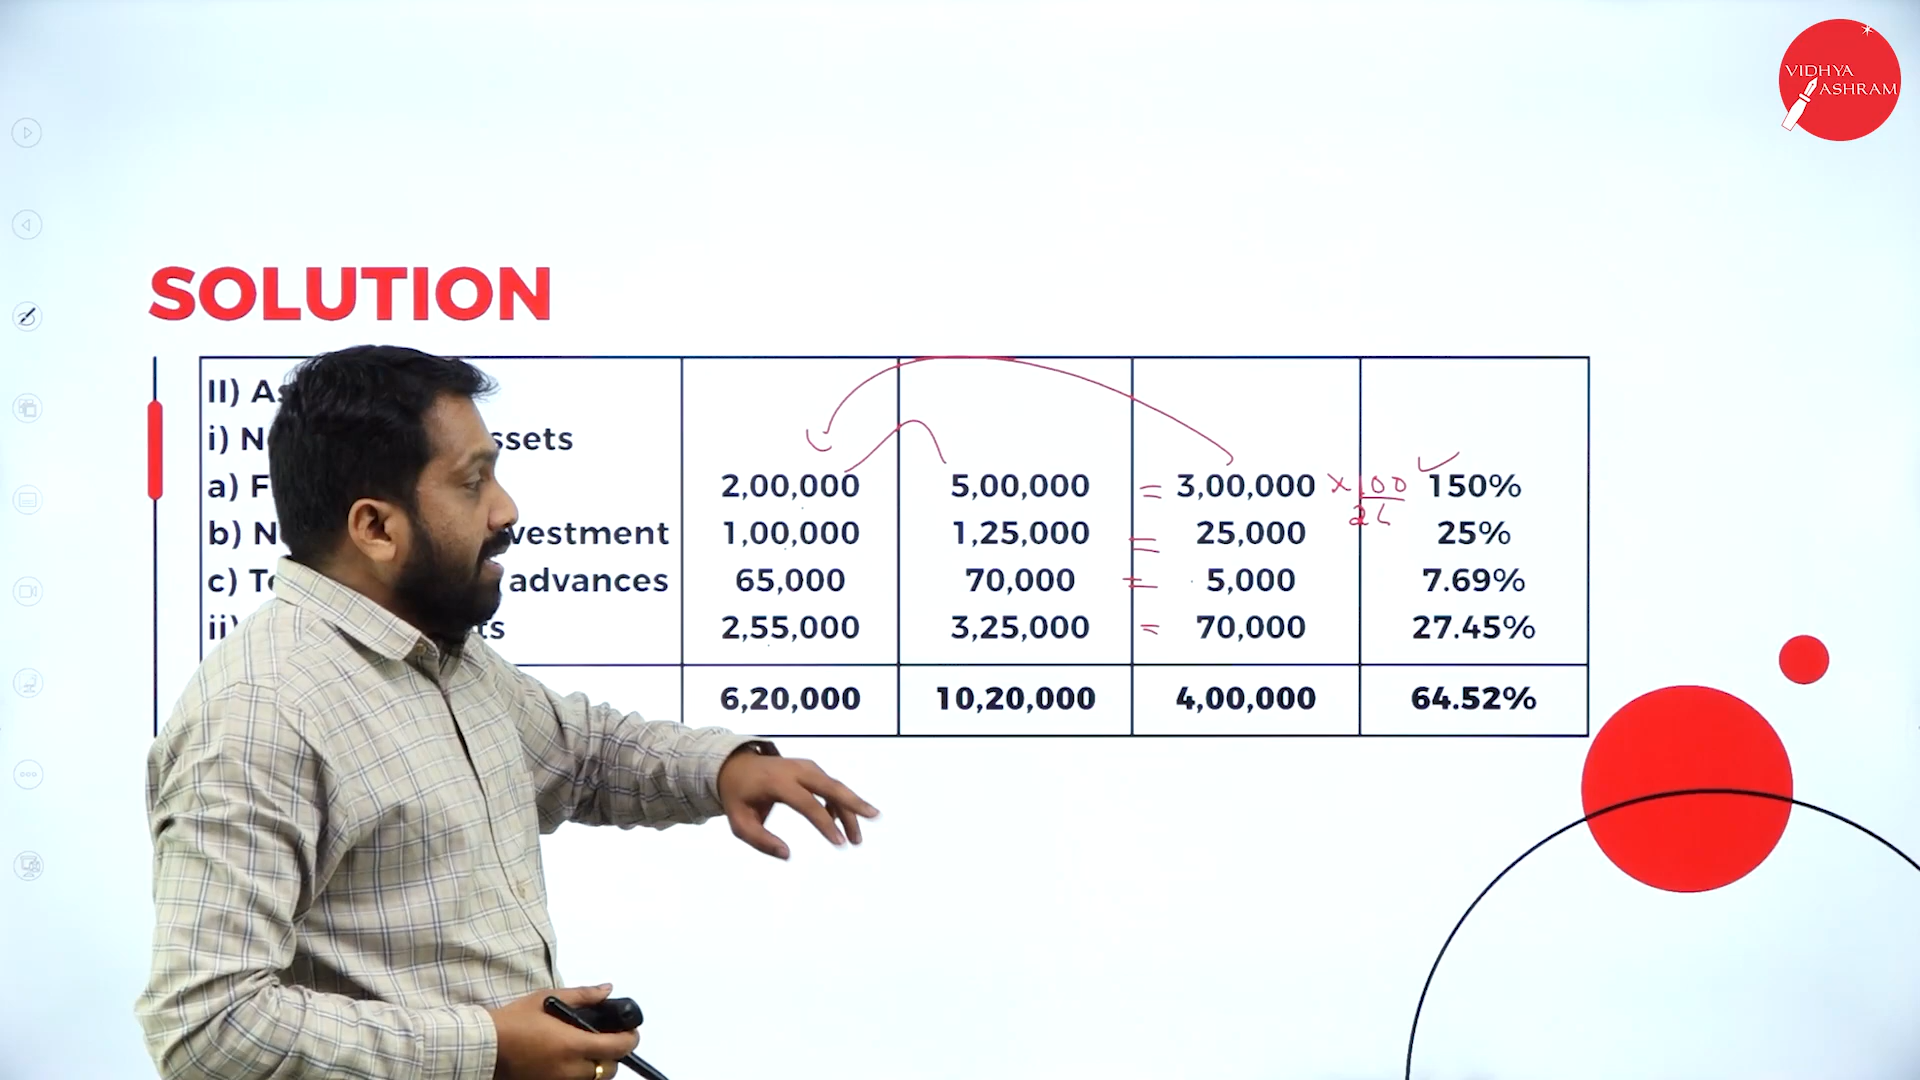 VIDHYA
ASHRAM
SOLUTION
II)
i) ssets
a) 2,00,000 5,00,000 = 3,00,000 x 100 150%
2L
b) vestment 1,00,000 1,25,000 = 25,000 25%
c) advances 65,000 70,000 = 5,000 7.69%
ii) ts 2,55,000 3,25,000 = 70,000 27.45%
6,20,000 10,20,000 4,00,000 64.52%